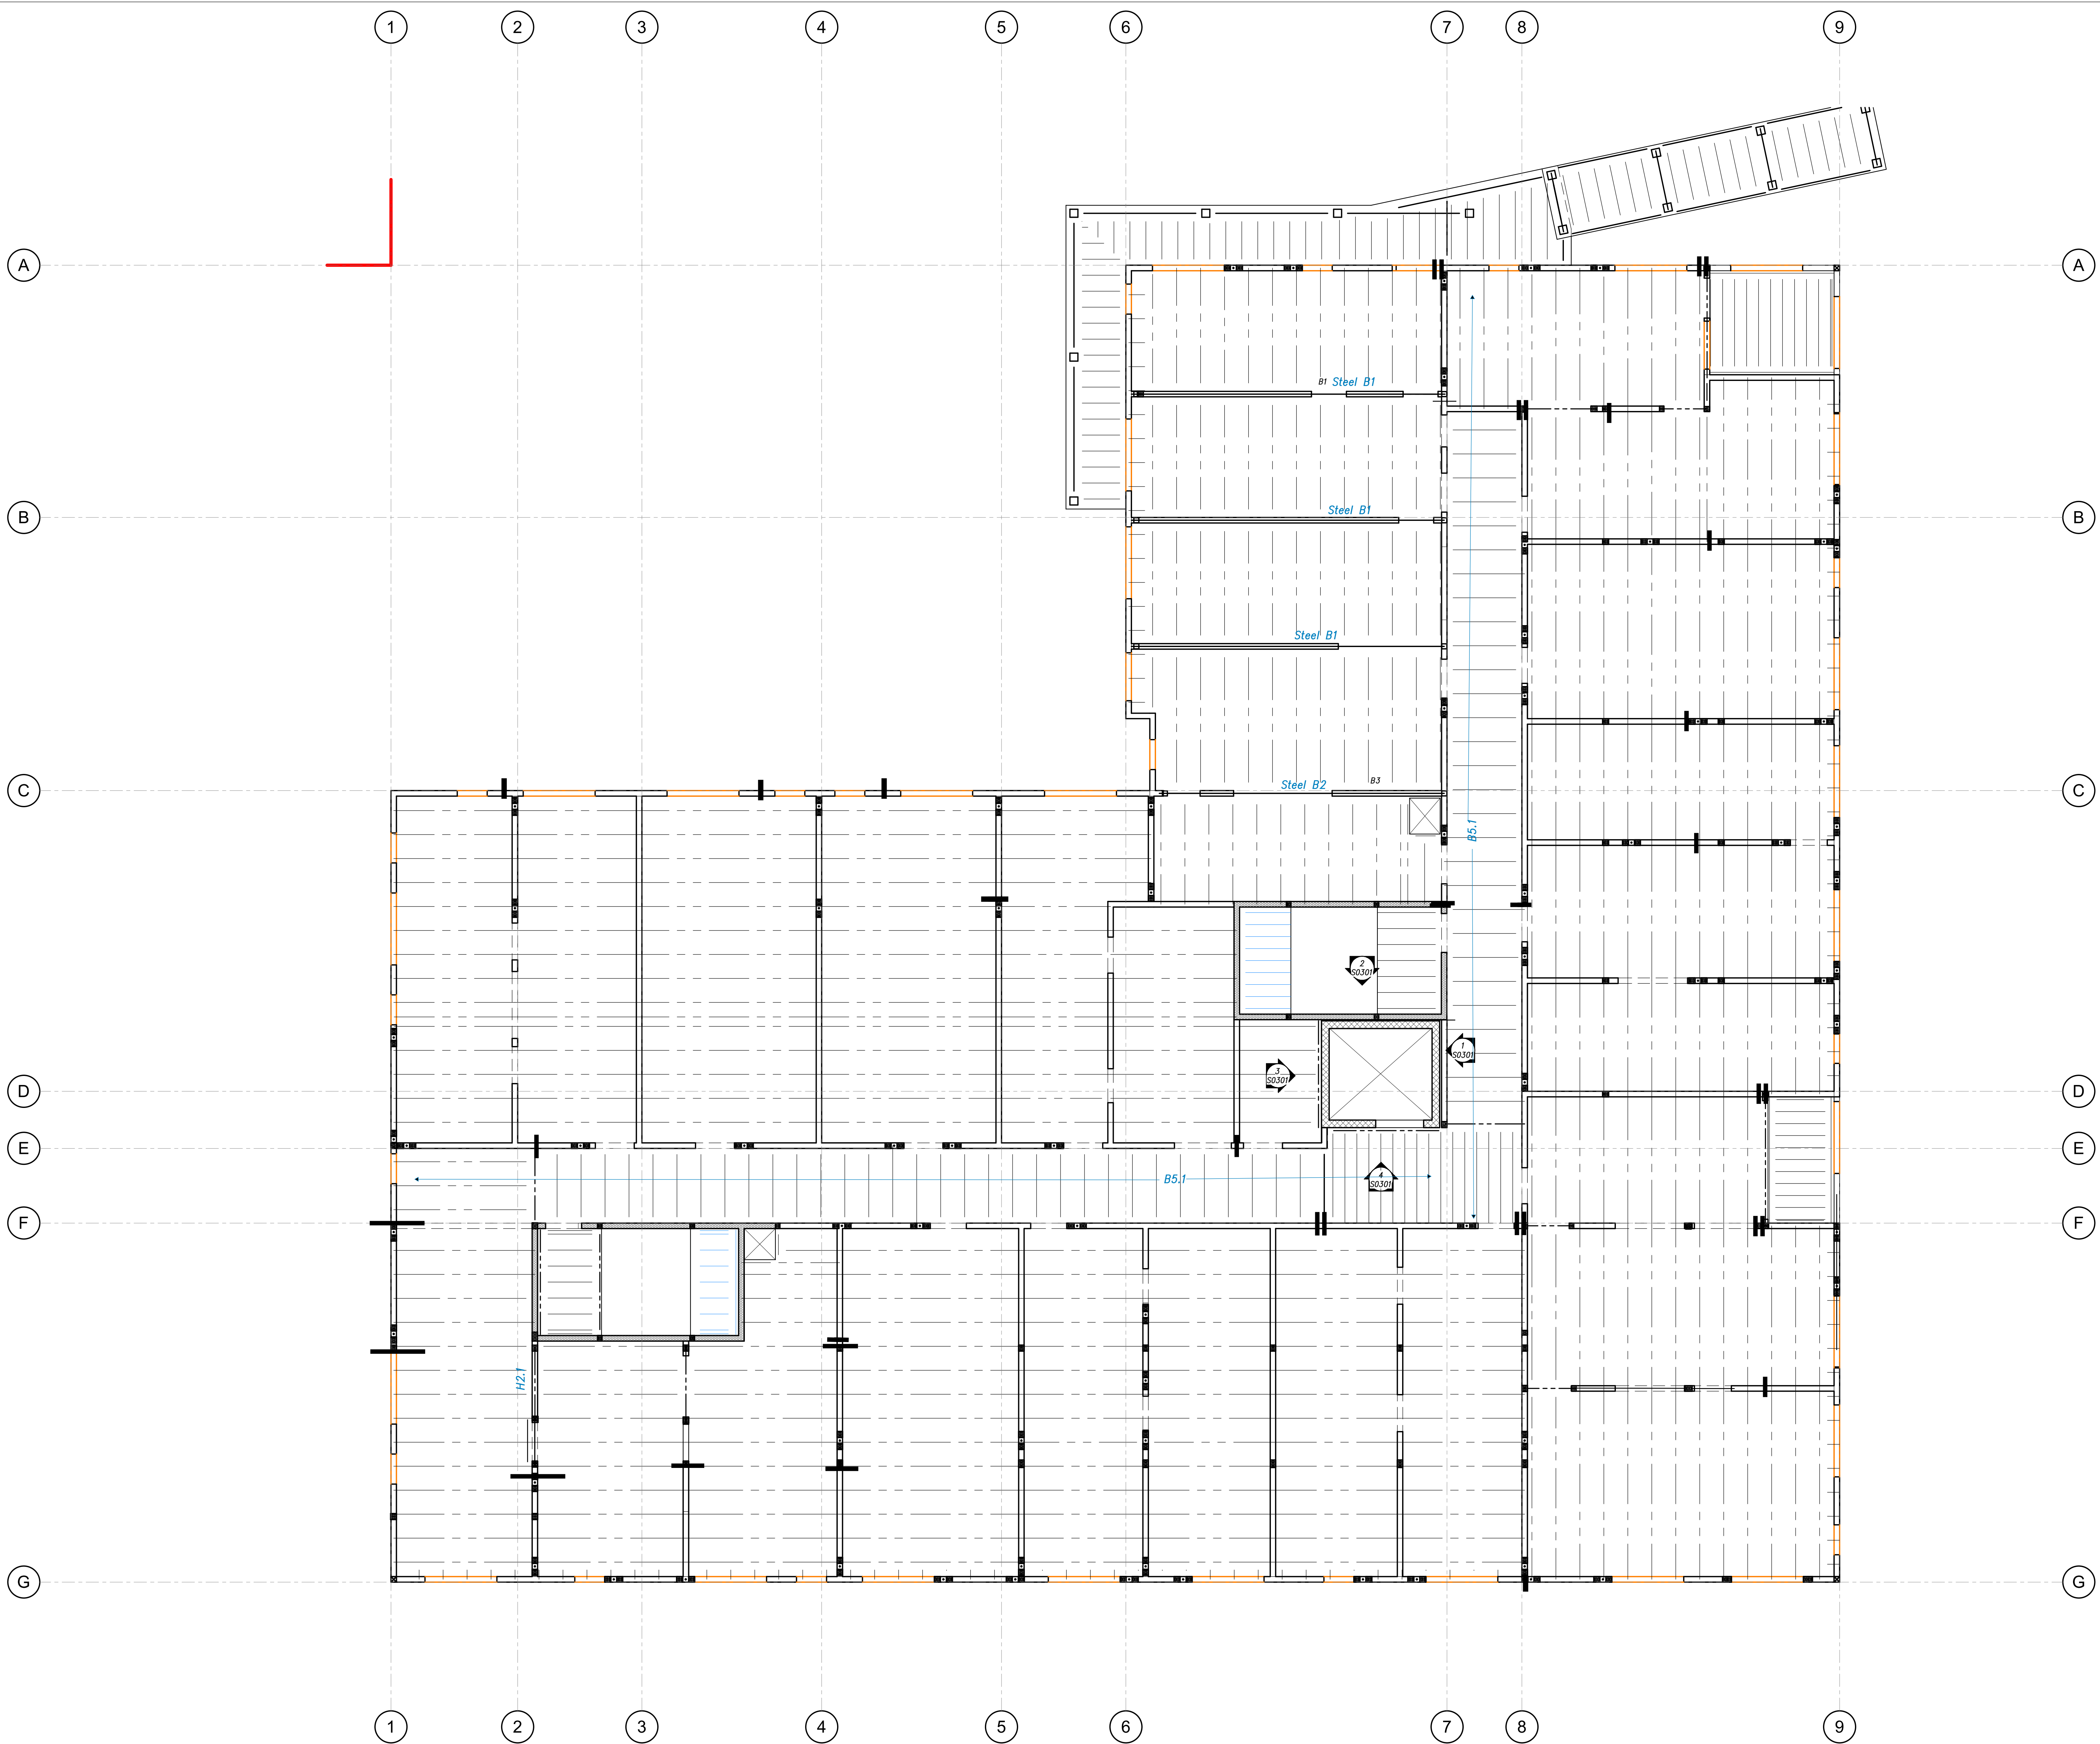 1 2 3 4 5 6 7 8 9
A A
B1 Steel B1
B Steel B1 B
Steel B1
C Steel B2 B3 C
B5.1
2
S0301
1
S0301
3
S0301
D D
E E
4
S0301
B5.1
F F
H2.1
G G
1 2 3 4 5 6 7 8 9